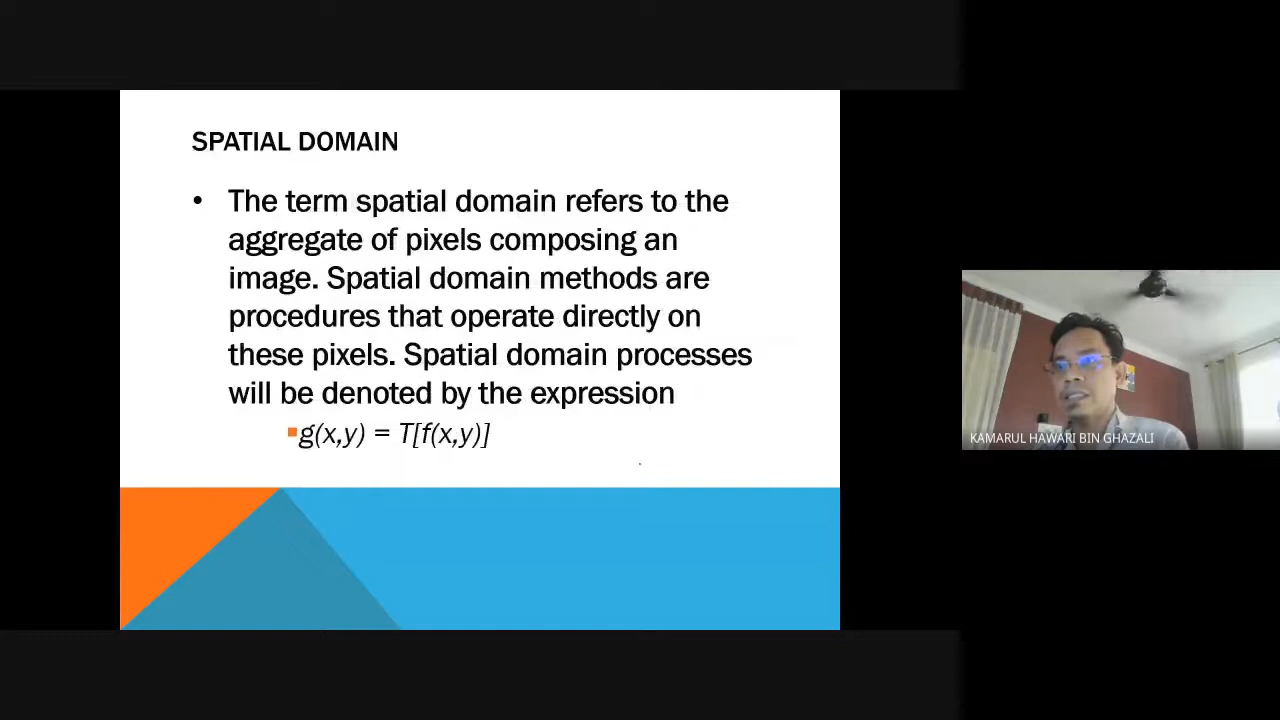 SPATIAL DOMAIN
• The term spatial domain refers to the
aggregate of pixels composing an
image. Spatial domain methods are
procedures that operate directly on
these pixels. Spatial domain processes
will be denoted by the expression
▪g(x,y) = T[f(x,y)]
KAMARUL HAWARI BIN GHAZALI